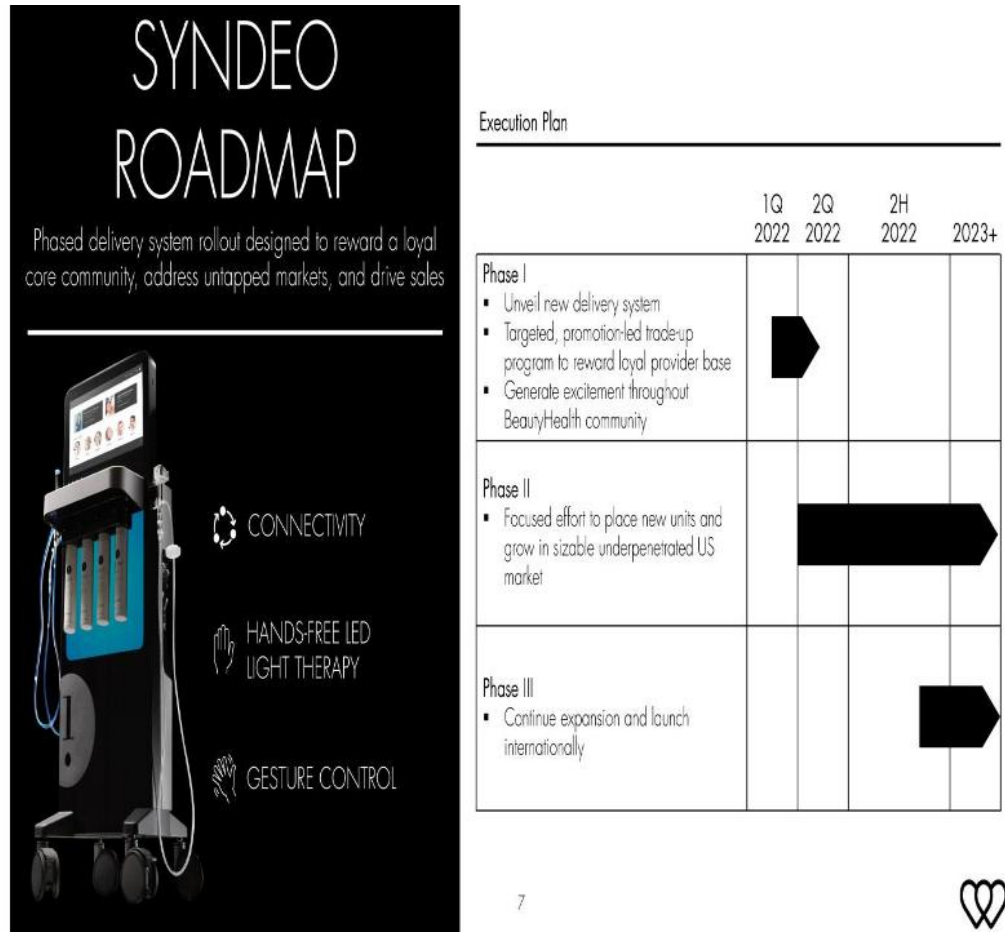 SYNDEO
ROADMAP
Phased delivery system rollout designed to reward a loyal
core community, address untapped markets, and drive sales
CONNECTIVITY
HANDS-FREE LED
LIGHT THERAPY
GESTURE CONTROL
Execution Plan
1Q 2Q 2H
2022 2022 2022 2023+
Phase I
▪ Unveil new delivery system
▪ Targeted, promotion-led trade-up
program to reward loyal provider base
▪ Generate excitement throughout
BeautyHealth community
Phase II
▪ Focused effort to place new units and
grow in sizable underpenetrated US
market
Phase III
▪ Continue expansion and launch
internationally
7